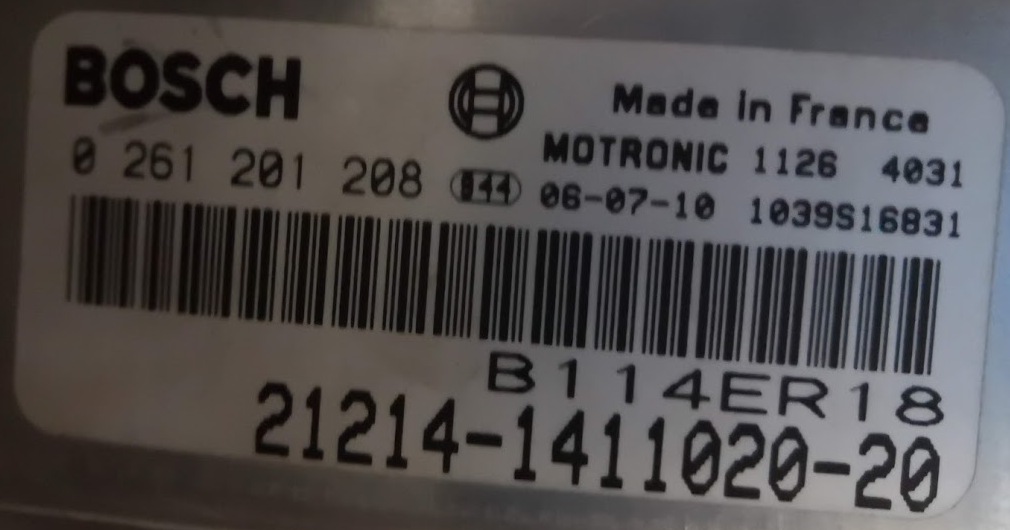 BOSCH
Made in France
MOTRONIC 1126 4031
0 261 201 208 844 06-07-10 1039S16831
B114ER18
21214-1411020-20